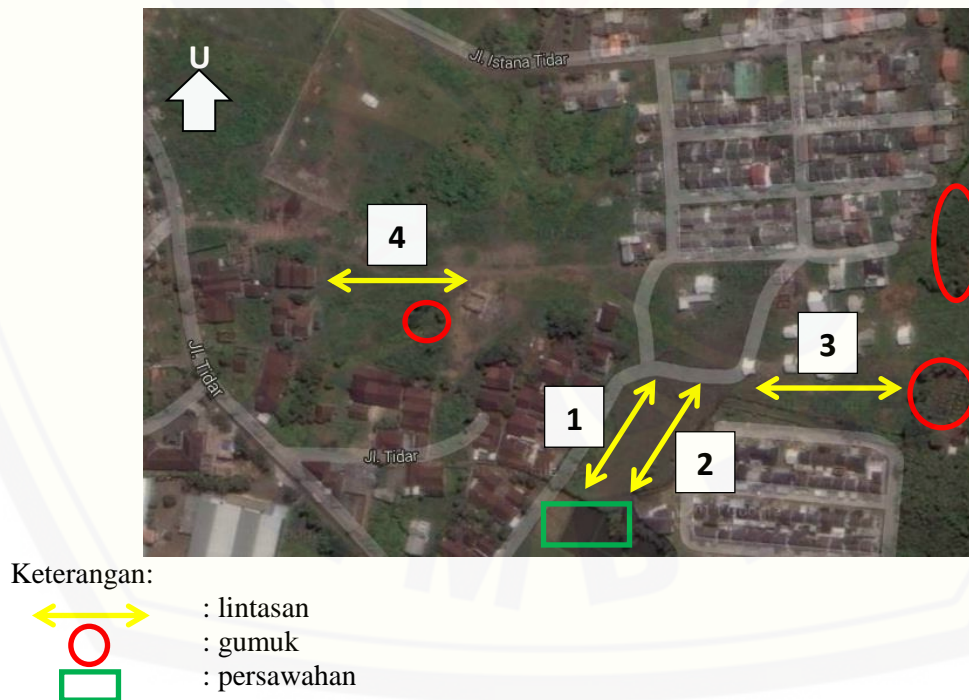 U
Jl. Istana Tidar
4
3
Jl. Tidar
1
Jl. Tidar
2
Keterangan:
: lintasan
: gumuk
: persawahan